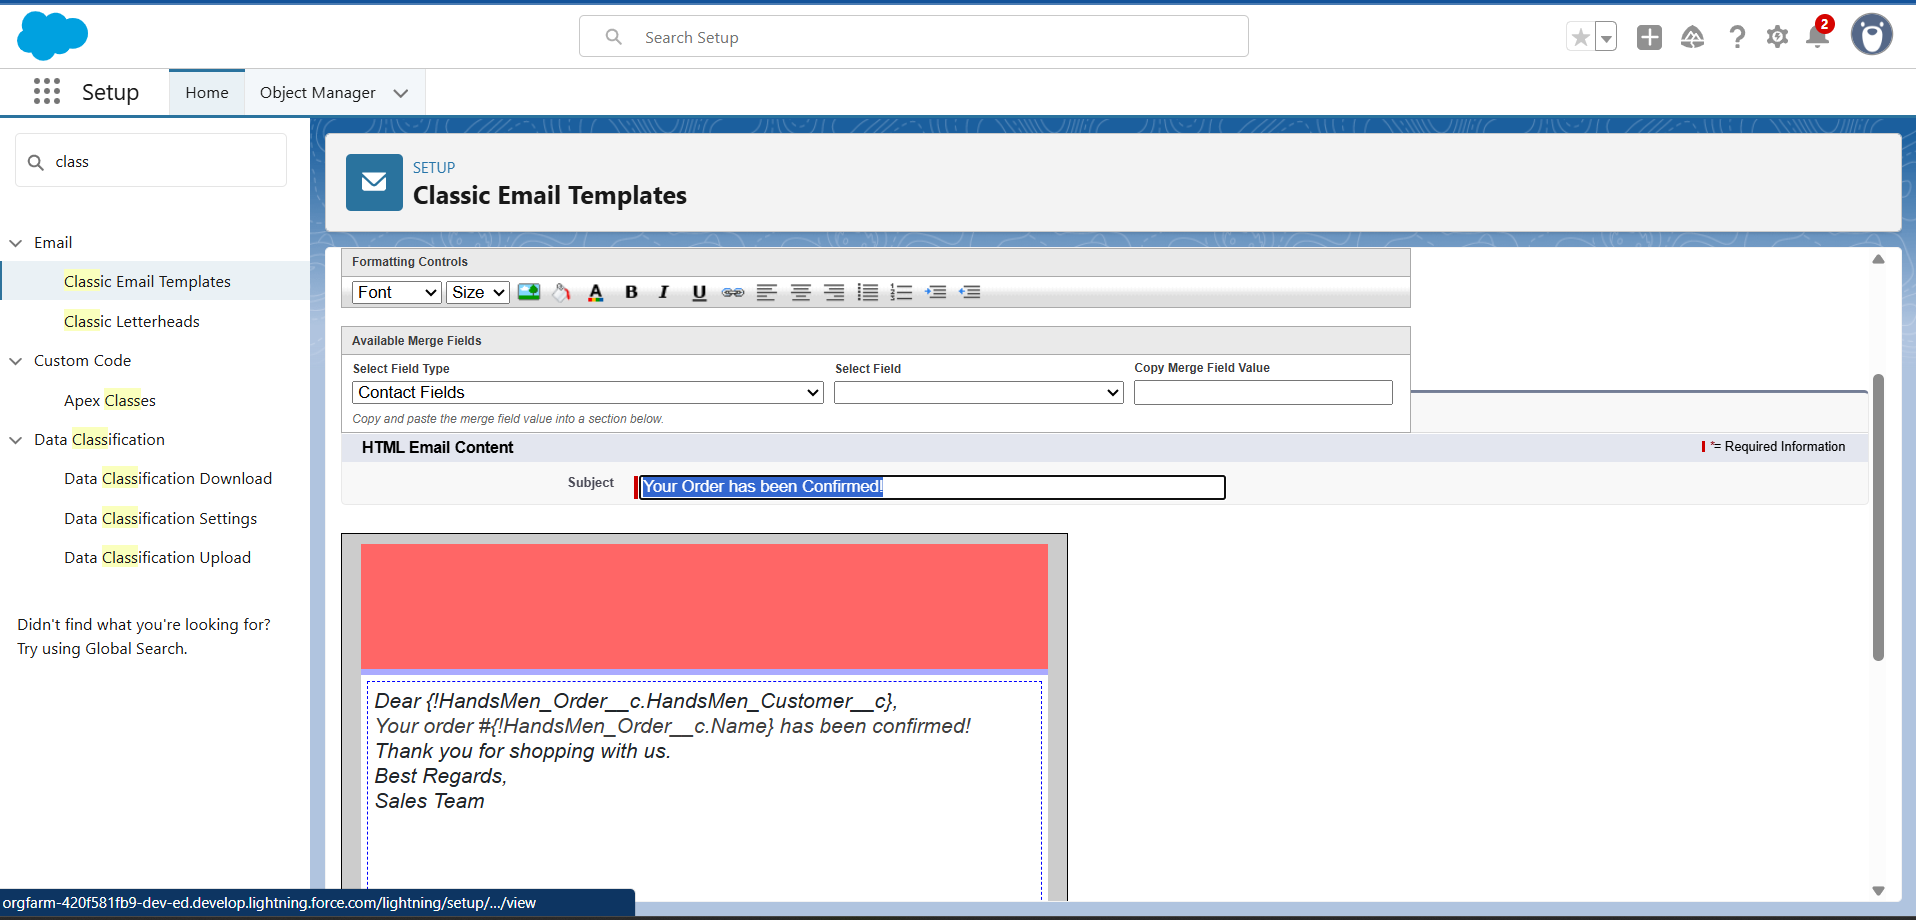 Search Setup
2
Setup
Home
Object Manager
class
Email
Classic Email Templates
Classic Letterheads
Custom Code
Apex Classes
Data Classification
Data Classification Download
Data Classification Settings
Data Classification Upload
Didn't find what you're looking for?
Try using Global Search.
SETUP
Classic Email Templates
Formatting Controls
Font Size A B I U
Available Merge Fields
Select Field Type Select Field Copy Merge Field Value
Contact Fields
Copy and paste the merge field value into a section below.
HTML Email Content *= Required Information
Subject Your Order has been Confirmed!
Dear {!HandsMen_Order__c.HandsMen_Customer__c},
Your order #{!HandsMen_Order__c.Name} has been confirmed!
Thank you for shopping with us.
Best Regards,
Sales Team
orgfarm-420f581fb9-dev-ed.develop.lightning.force.com/lightning/setup/.../view